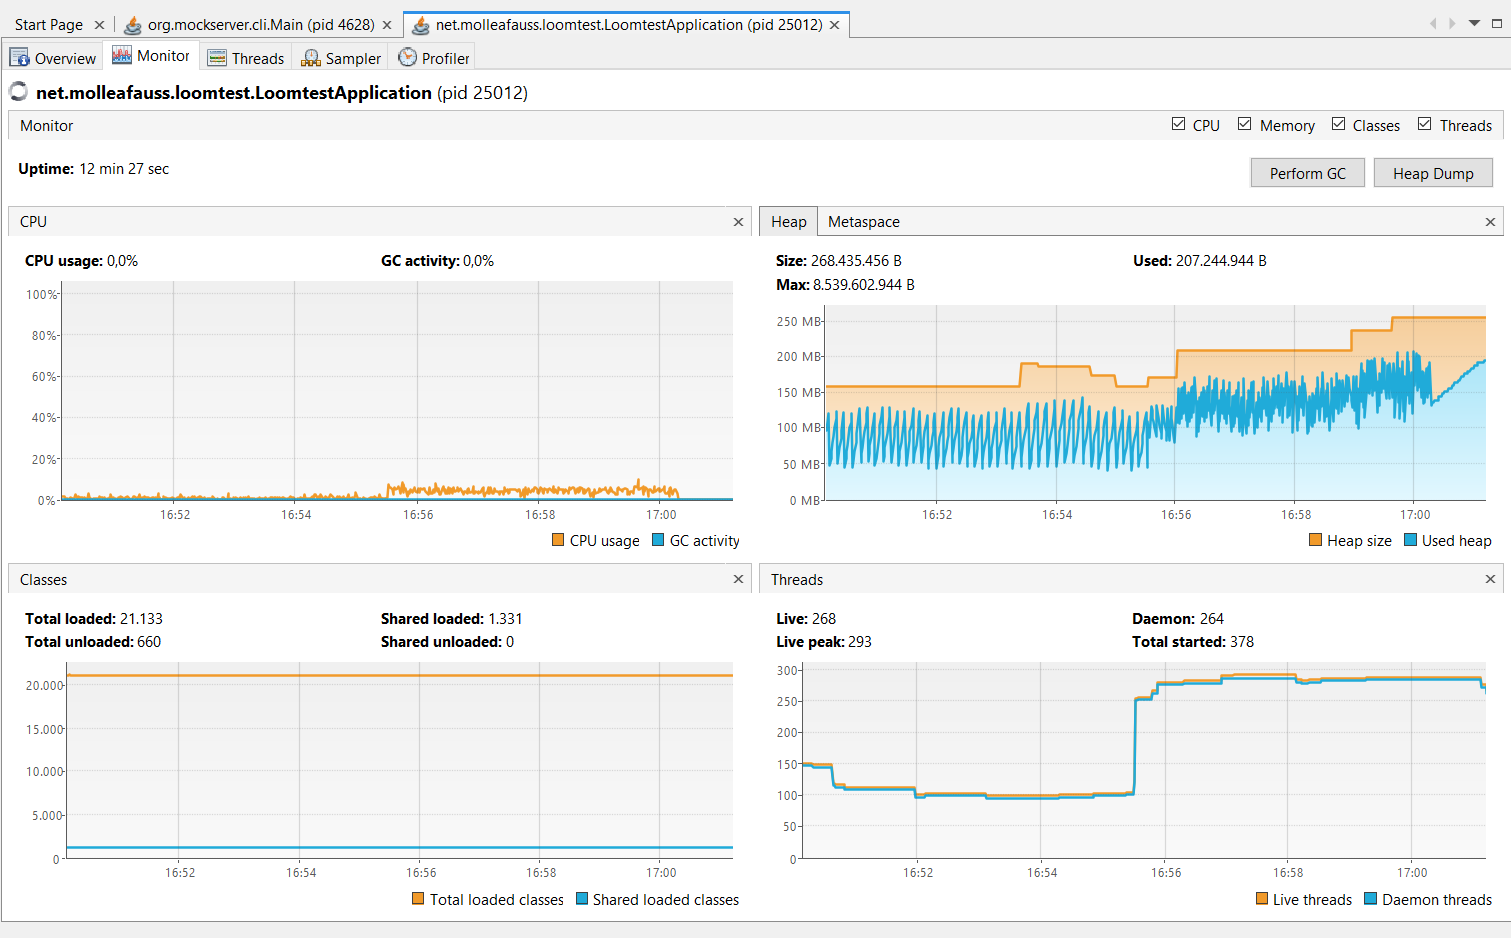 Start Page
org.mockserver.cli.Main (pid 4628)
net.molleafauss.loomtest.LoomtestApplication (pid 25012)
Overview
Monitor
Threads
Sampler
Profiler
net.molleafauss.loomtest.LoomtestApplication (pid 25012)
Monitor
CPU
Memory
Classes
Threads
Uptime: 12 min 27 sec
Perform GC
Heap Dump
CPU
CPU usage: 0,0%
GC activity: 0,0%
100%
80%
60%
40%
20%
0%
16:52 16:54 16:56 16:58 17:00
CPU usage
GC activity
Heap
Metaspace
Size: 268.435.456 B
Used: 207.244.944 B
Max: 8.539.602.944 B
250 MB
200 MB
150 MB
100 MB
50 MB
0 MB
16:52 16:54 16:56 16:58 17:00
Heap size
Used heap
Classes
Total loaded: 21.133
Shared loaded: 1.331
Total unloaded: 660
Shared unloaded: 0
20.000
15.000
10.000
5.000
0
16:52 16:54 16:56 16:58 17:00
Total loaded classes
Shared loaded classes
Threads
Live: 268
Daemon: 264
Live peak: 293
Total started: 378
300
250
200
150
100
50
0
16:52 16:54 16:56 16:58 17:00
Live threads
Daemon threads